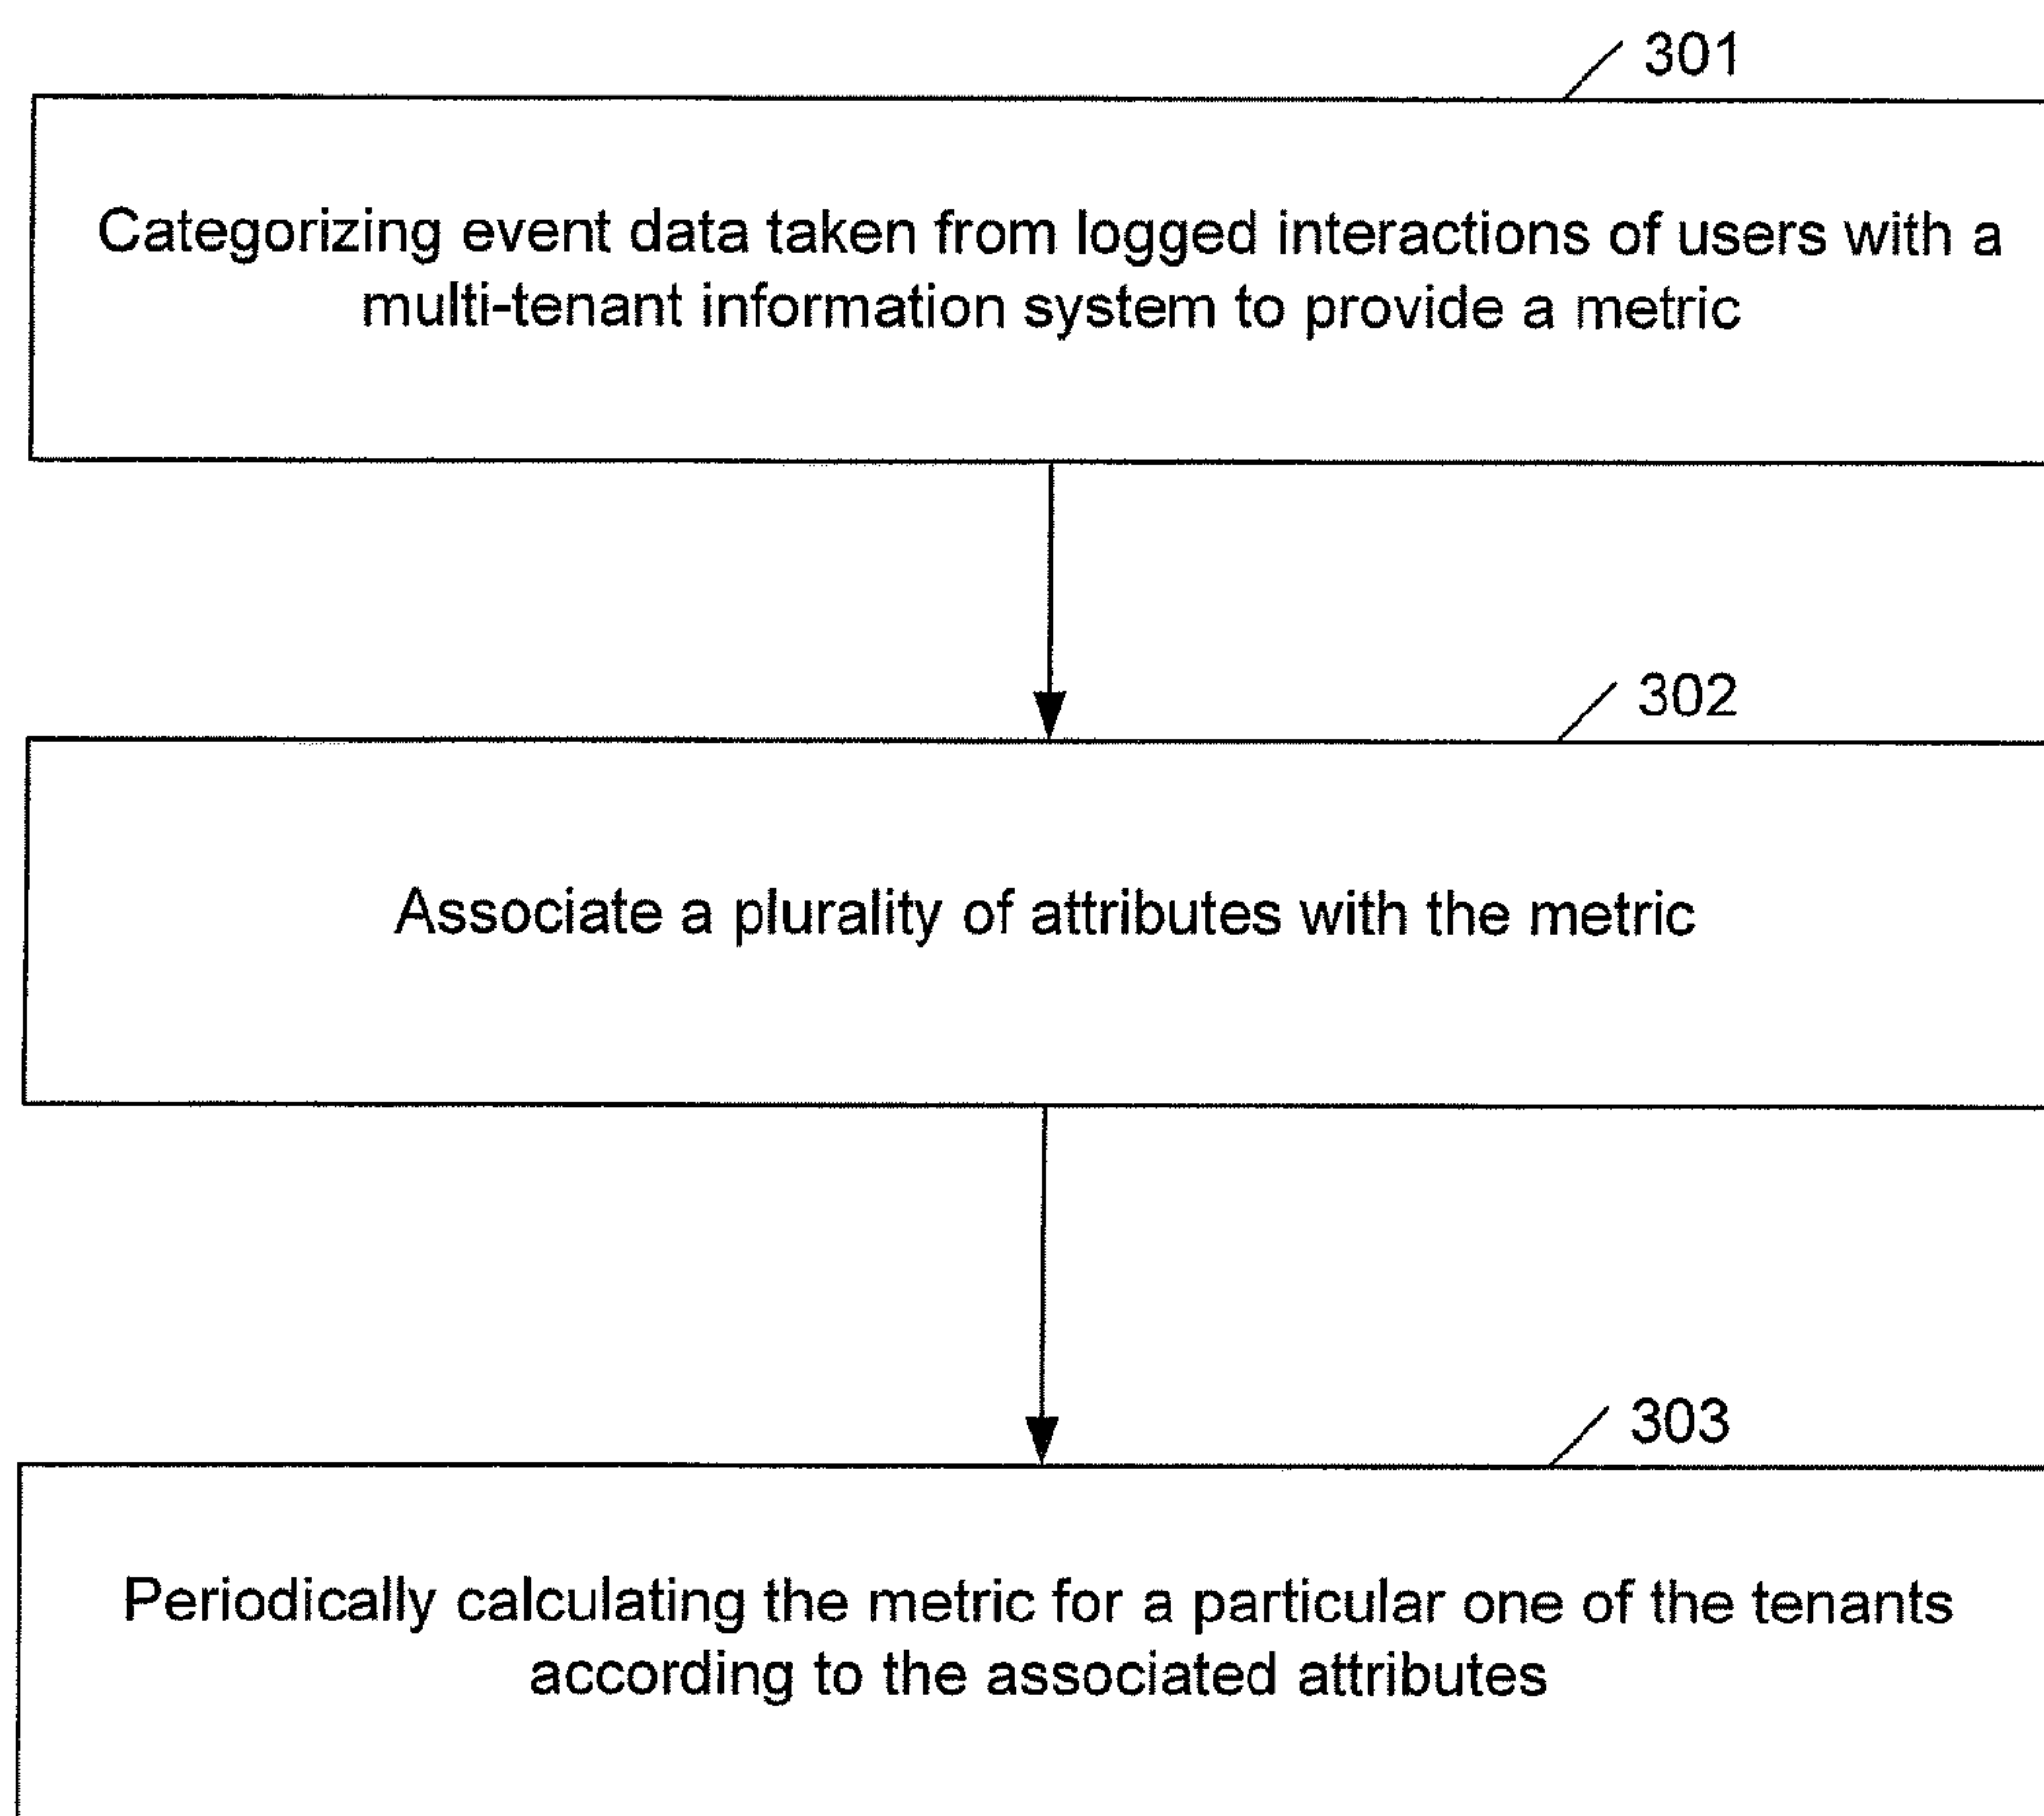 301
Categorizing event data taken from logged interactions of users with a
multi-tenant information system to provide a metric
302
Associate a plurality of attributes with the metric
303
Periodically calculating the metric for a particular one of the tenants
according to the associated attributes